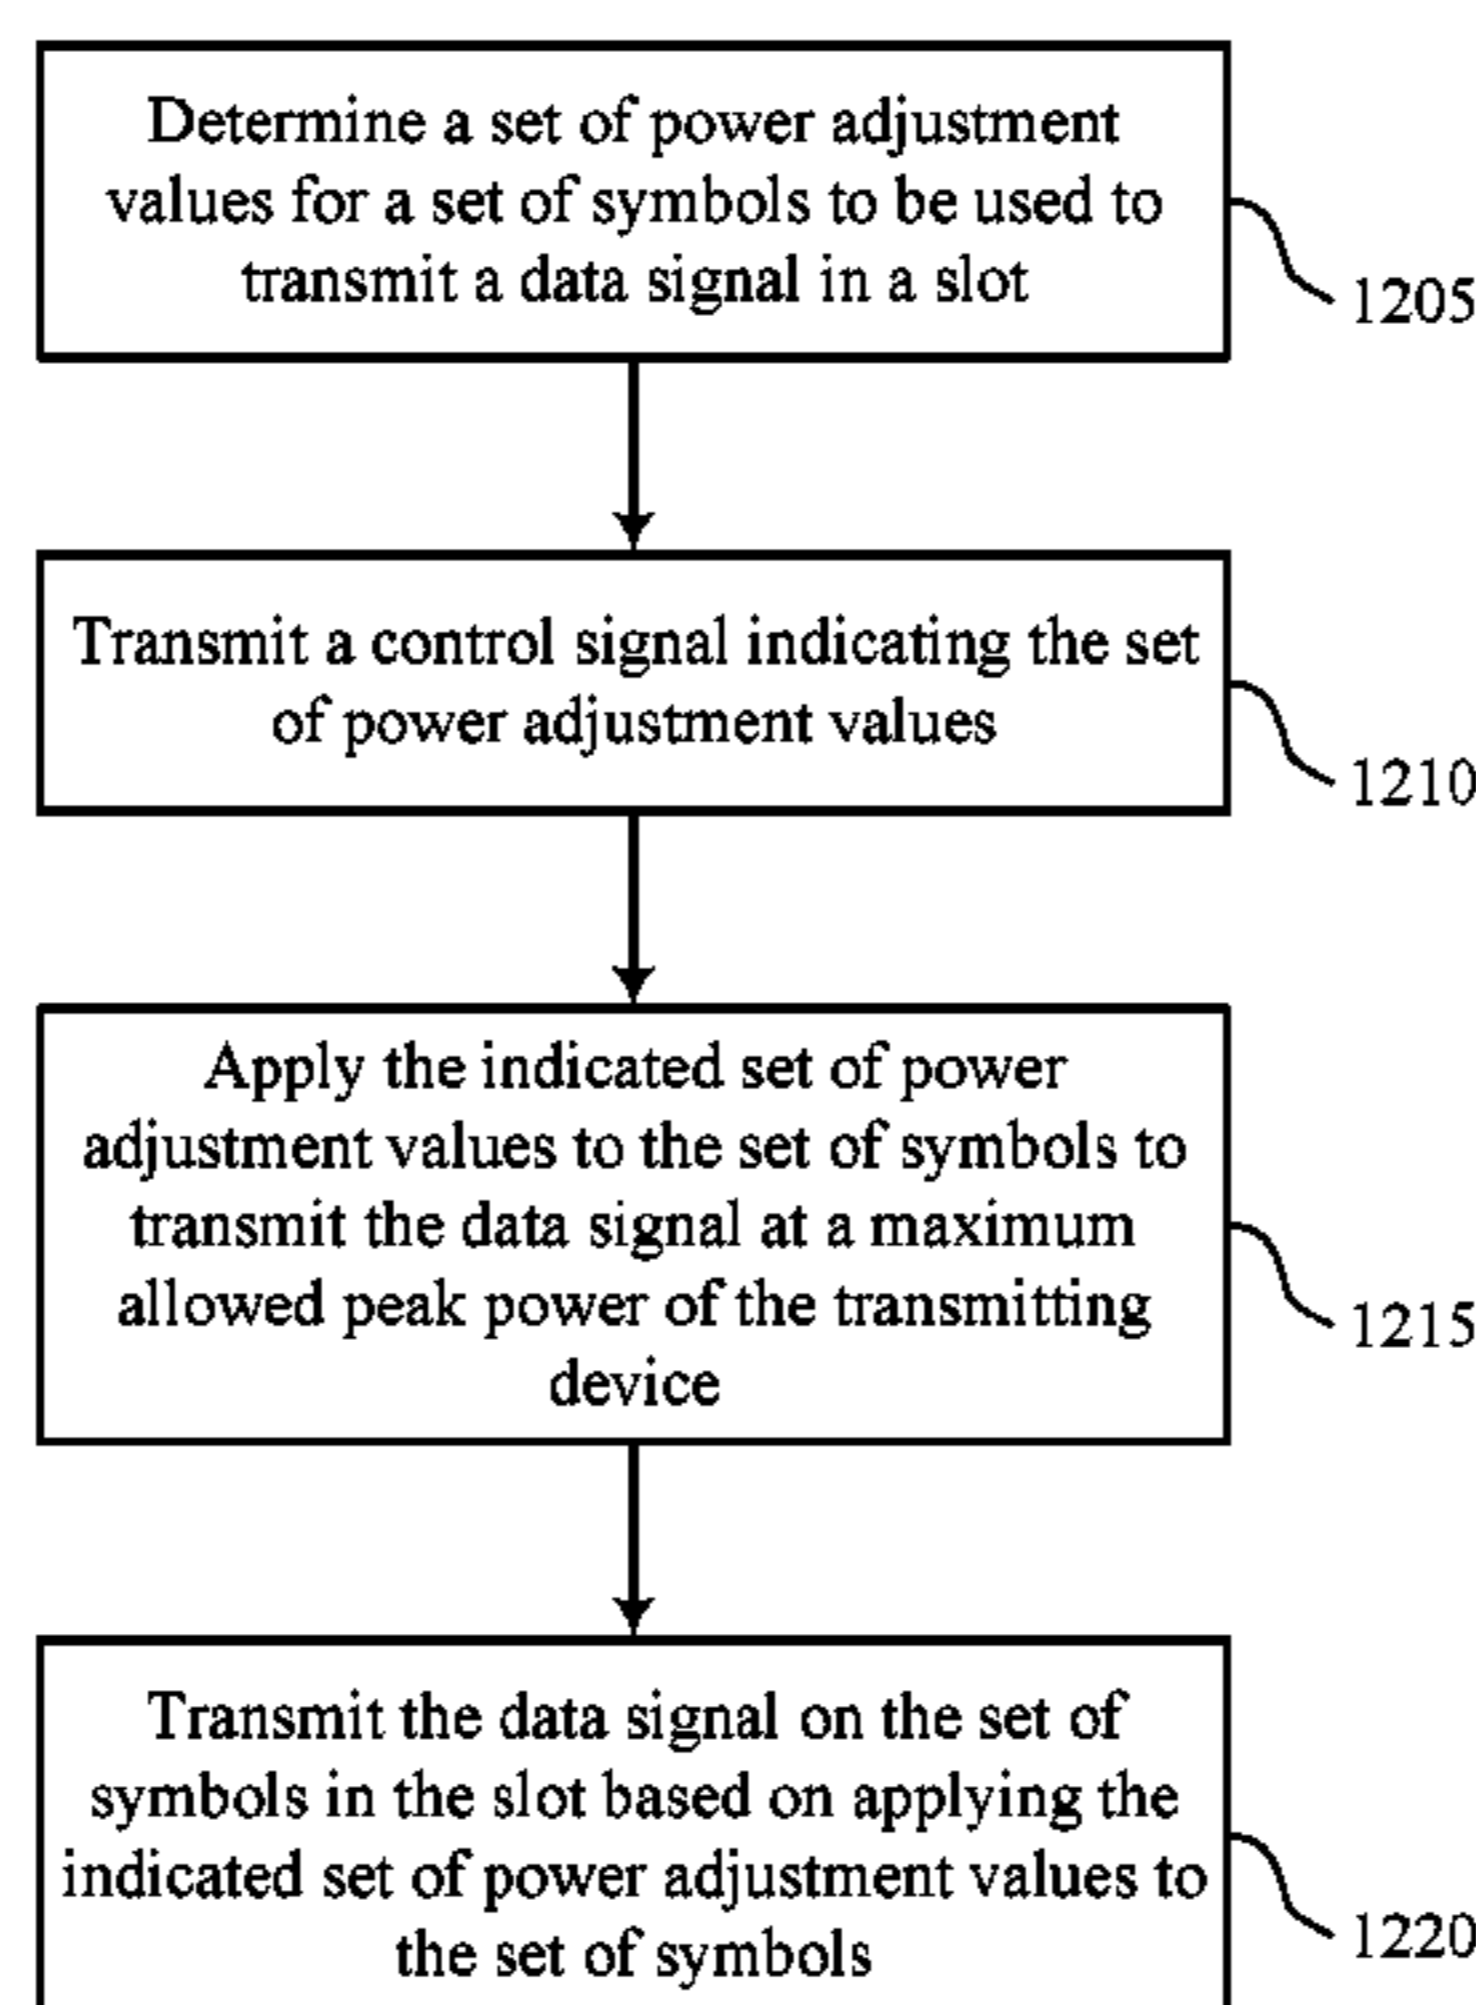 Determine a set of power adjustment
values for a set of symbols to be used to
transmit a data signal in a slot
1205
Transmit a control signal indicating the set
of power adjustment values
1210
Apply the indicated set of power
adjustment values to the set of symbols to
transmit the data signal at a maximum
allowed peak power of the transmitting
device
1215
Transmit the data signal on the set of
symbols in the slot based on applying the
indicated set of power adjustment values to
the set of symbols
1220